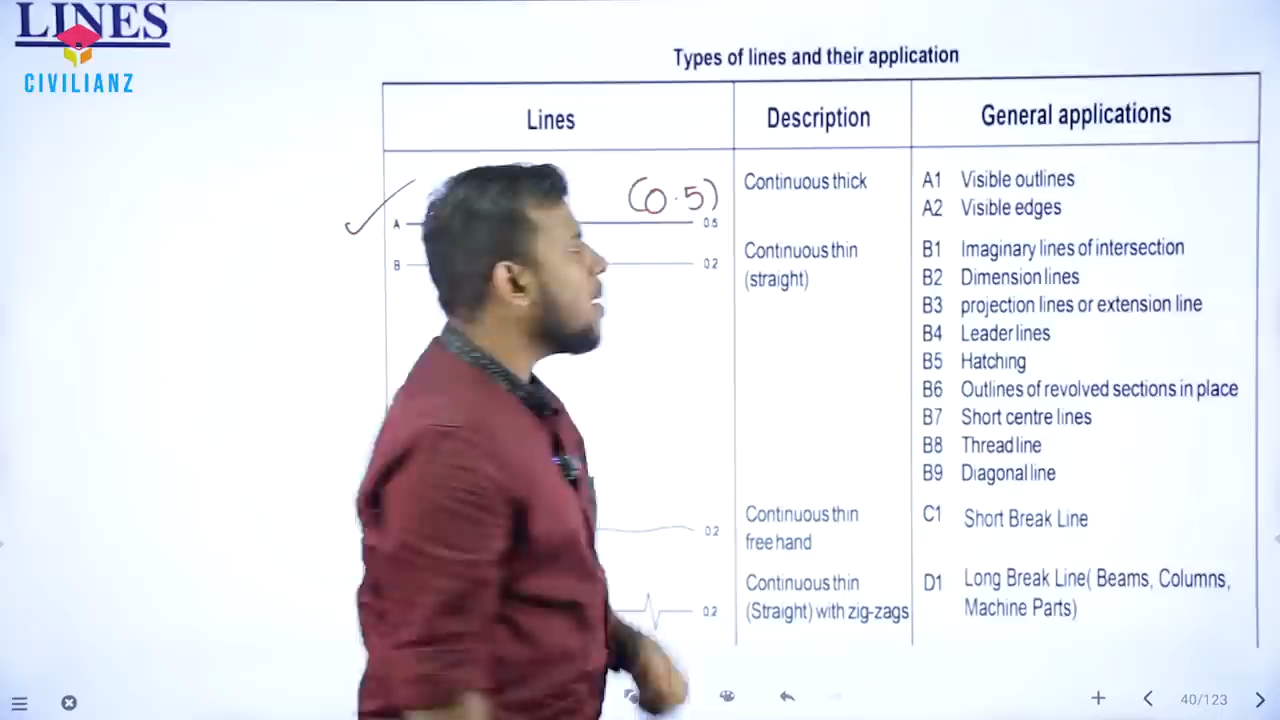 LINES
CIVILIANZ
Types of lines and their application
Lines
Description
General applications
A
(0.5)
0.5
Continuous thick
A1 Visible outlines
A2 Visible edges
B
0.2
Continuous thin
(straight)
B1 Imaginary lines of intersection
B2 Dimension lines
B3 projection lines or extension line
B4 Leader lines
B5 Hatching
B6 Outlines of revolved sections in place
B7 Short centre lines
B8 Thread line
B9 Diagonal line
0.2
Continuous thin
free hand
C1 Short Break Line
0.2
Continuous thin
(Straight) with zig-zags
D1 Long Break Line( Beams, Columns,
Machine Parts)
40/123